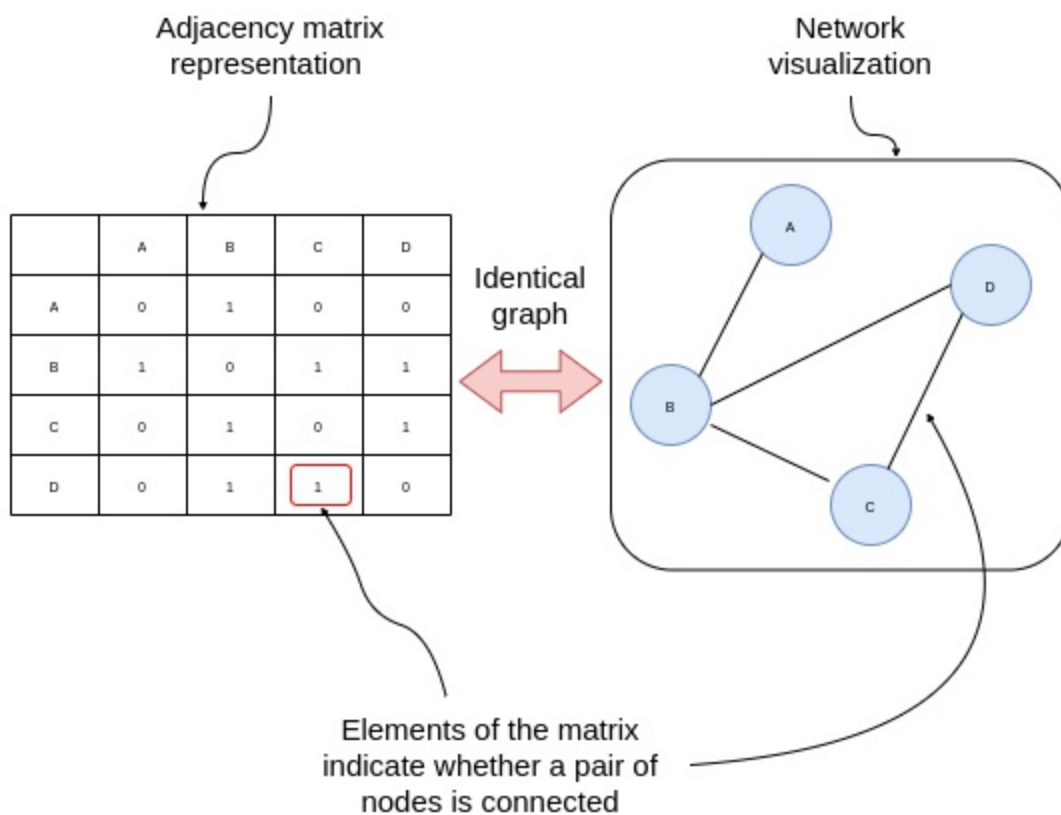 Adjacency matrix
representation
Network
visualization
A B C D
A 0 1 0 0
B 1 0 1 1
C 0 1 0 1
D 0 1 1 0
Identical
graph
A
D
B
C
Elements of the matrix
indicate whether a pair of
nodes is connected